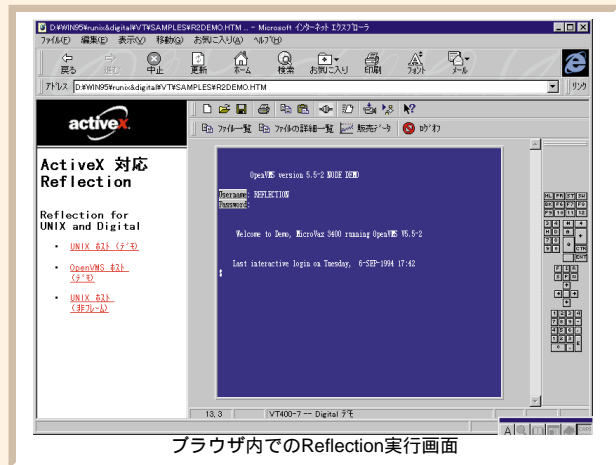 D:¥WIN95¥runix&digital¥VT¥SAMPLES¥R2DEMO.HTM .. - Microsoft インターネット エクスプローラ
ファイル(F) 編集(E) 表示(V) 移動(G) お気に入り(A) ヘルプ(H)
戻る 進む 中止 更新 ホーム 検索 お気に入り 印刷 フォント メール
アドレス D:¥WIN95¥runix&digital¥VT¥SAMPLES¥R2DEMO.HTM リンク
activeX.
ファイル一覧 ファイルの詳細一覧 販売データ ログオフ
ActiveX 対応
Reflection
Reflection for
UNIX and Digital
• UNIX ホスト (デモ)
• OpenVMS ホスト
(デモ)
• UNIX ホスト
(非フレーム)
OpenVMS version 5.5-2 NODE DEMO
Username: REFLECTION
Password:
Welcome to Demo, MicroVax 3400 running OpenVMS V5.5-2
Last interactive login on Tuesday, 6-SEP-1994 17:42
$
13, 3 VT400-7 -- Digital デモ
ブラウザ内でのReflection実行画面